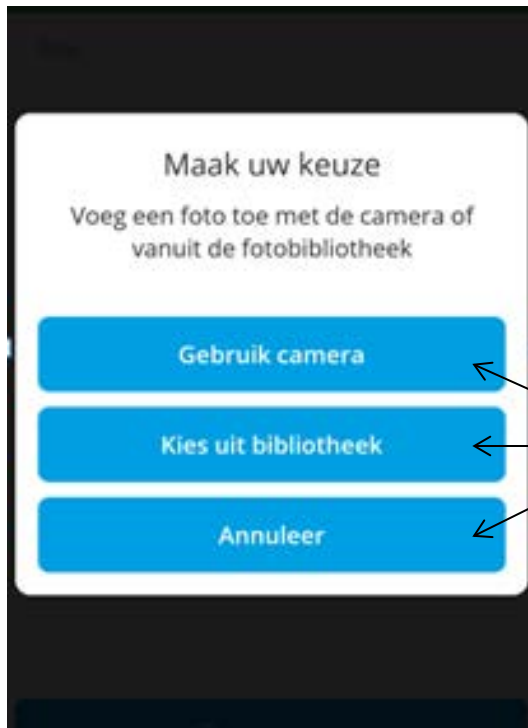 Maak uw keuze
Voeg een foto toe met de camera of
vanuit de fotobibliotheek
Gebruik camera
Kies uit bibliotheek
Annuleer